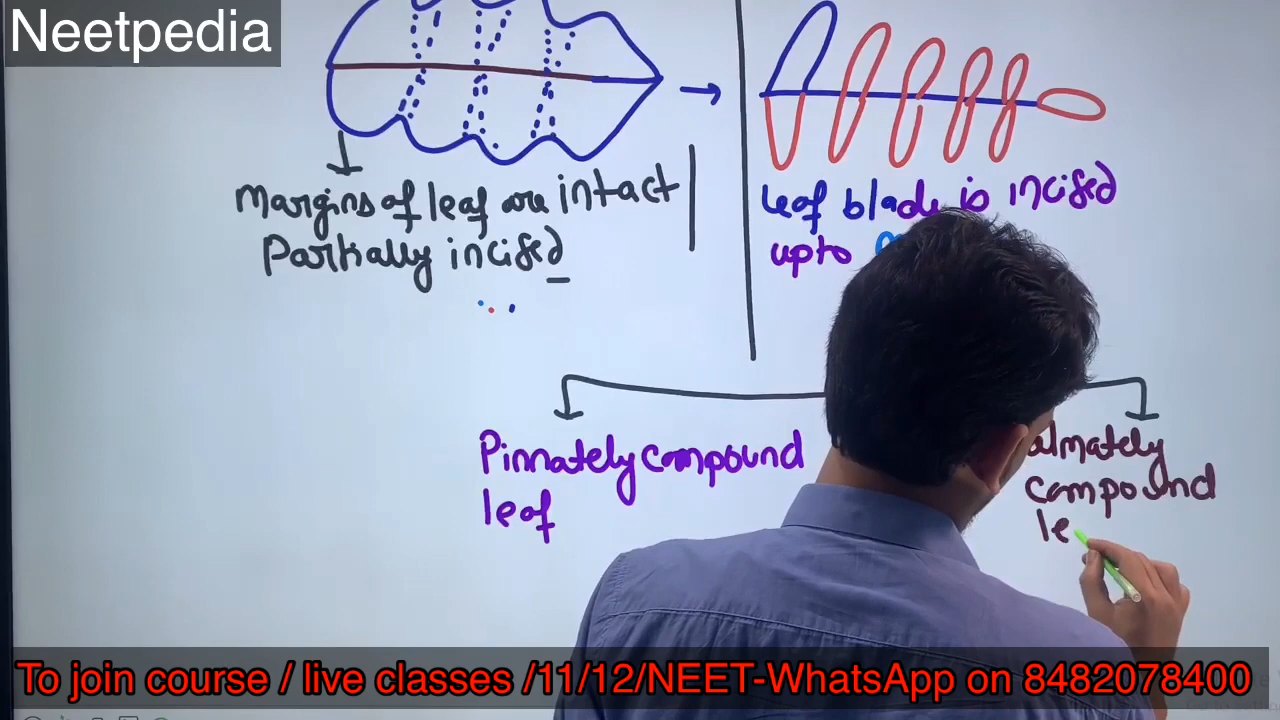 Neetpedia
Margins of leaf are intact
Partially incised
leaf blade is incised
upto
Pinnately compound
leaf
almately
compound
le
To join course / live classes /11/12/NEET-WhatsApp on 8482078400